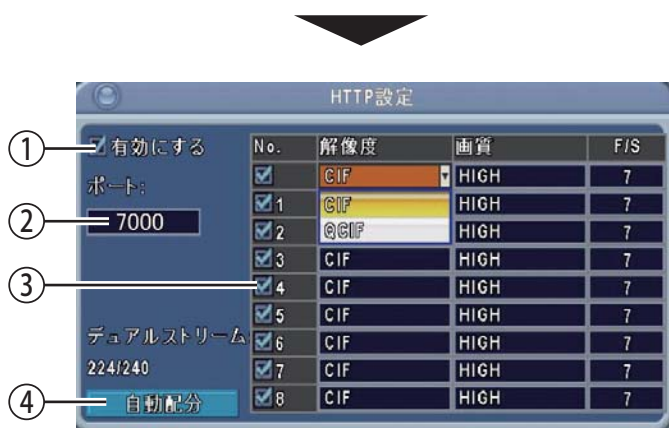 HTTP設定
① 有効にする
ポート:
② 7000
③
デュアルストリーム:
224/240
④ 自動配分
No. 解像度 画質 F/S
CIF HIGH 7
1 CIF HIGH 7
2 QCIF HIGH 7
3 CIF HIGH 7
4 CIF HIGH 7
5 CIF HIGH 7
6 CIF HIGH 7
7 CIF HIGH 7
8 CIF HIGH 7